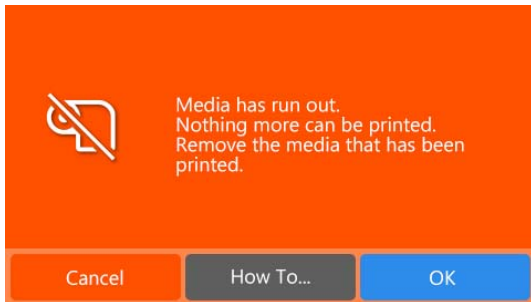 Media has run out.
Nothing more can be printed.
Remove the media that has been
printed.
Cancel
How To...
OK